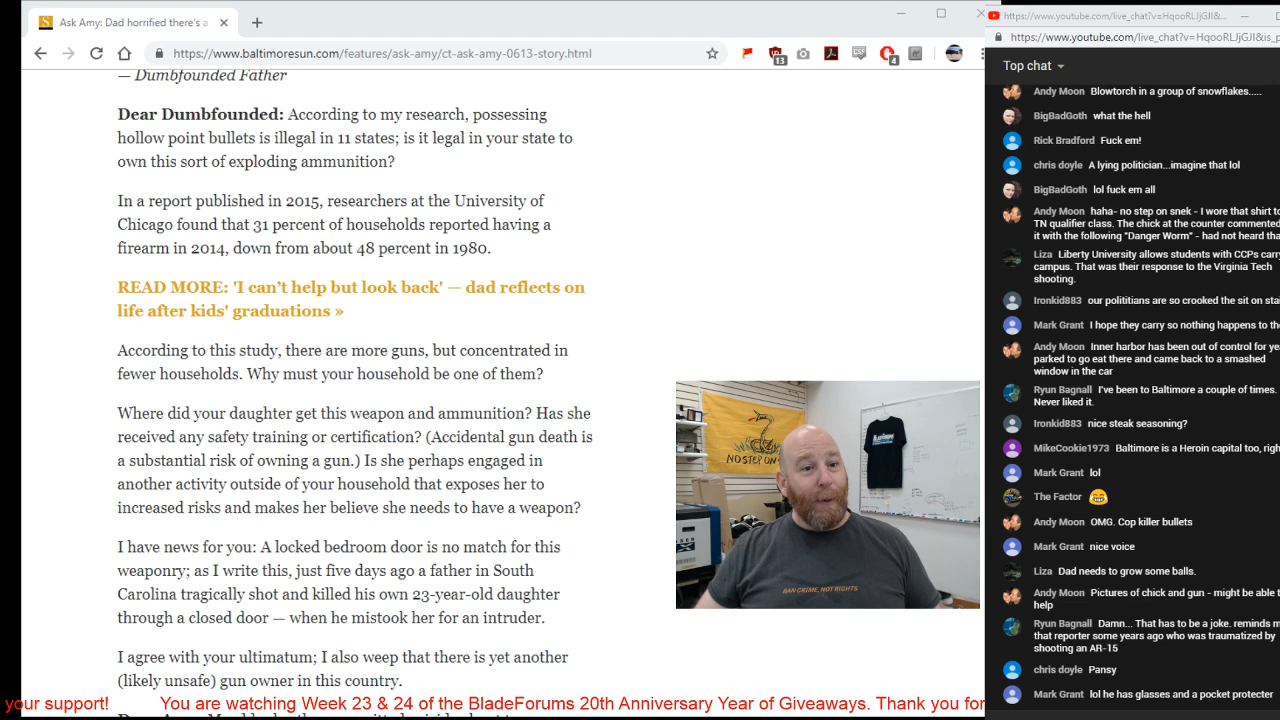 Ask Amy: Dad horrified there's a
https://www.youtube.com/live_chat?v=HqooRLJjGJI&...
https://www.baltimoresun.com/features/ask-amy/ct-ask-amy-0613-story.html
13
4
https://www.youtube.com/live_chat?v=HqooRLJjGJI&is_p
— Dumbfounded Father
Dear Dumbfounded: According to my research, possessing
hollow point bullets is illegal in 11 states; is it legal in your state to
own this sort of exploding ammunition?
In a report published in 2015, researchers at the University of
Chicago found that 31 percent of households reported having a
firearm in 2014, down from about 48 percent in 1980.
READ MORE: 'I can't help but look back' — dad reflects on
life after kids' graduations »
According to this study, there are more guns, but concentrated in
fewer households. Why must your household be one of them?
Where did your daughter get this weapon and ammunition? Has she
received any safety training or certification? (Accidental gun death is
a substantial risk of owning a gun.) Is she perhaps engaged in
another activity outside of your household that exposes her to
increased risks and makes her believe she needs to have a weapon?
I have news for you: A locked bedroom door is no match for this
weaponry; as I write this, just five days ago a father in South
Carolina tragically shot and killed his own 23-year-old daughter
through a closed door — when he mistook her for an intruder.
I agree with your ultimatum; I also weep that there is yet another
(likely unsafe) gun owner in this country.
NO STEP ON
BAN CRIME, NOT RIGHTS
Top chat
Andy Moon Blowtorch in a group of snowflakes.....
BigBadGoth what the hell
Rick Bradford Fuck em!
chris doyle A lying politician...imagine that lol
BigBadGoth lol fuck em all
Andy Moon haha- no step on snek - I wore that shirt to
TN qualifier class. The chick at the counter commented
it with the following "Danger Worm" - had not heard tha
Liza Liberty University allows students with CCPs carry
campus. That was their response to the Virginia Tech
shooting.
Ironkid883 our polititians are so crooked the sit on sta
Mark Grant I hope they carry so nothing happens to the
Andy Moon Inner harbor has been out of control for ye
parked to go eat there and came back to a smashed
window in the car
Ryun Bagnall I've been to Baltimore a couple of times.
Never liked it.
Ironkid883 nice steak seasoning?
MikeCookie1973 Baltimore is a Heroin capital too, righ
Mark Grant lol
The Factor 😂
Andy Moon OMG. Cop killer bullets
Mark Grant nice voice
Liza Dad needs to grow some balls.
Andy Moon Pictures of chick and gun - might be able t
help
Ryun Bagnall Damn... That has to be a joke. reminds m
that reporter some years ago who was traumatized by
shooting an AR-15
chris doyle Pansy
Mark Grant lol he has glasses and a pocket protecter
your support! You are watching Week 23 & 24 of the BladeForums 20th Anniversary Year of Giveaways. Thank you for